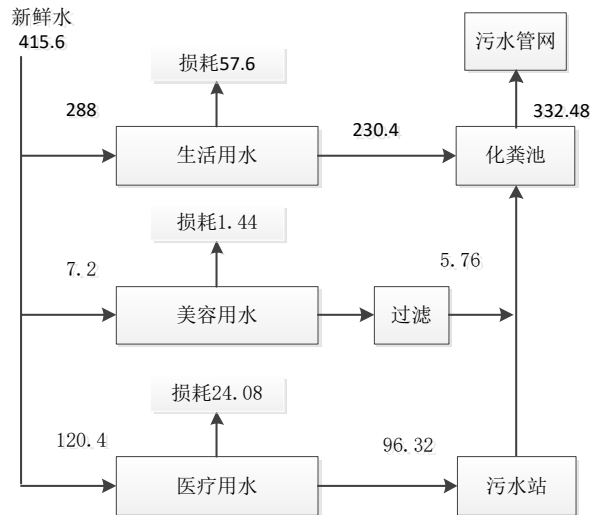 新鲜水
415.6
污水管网
损耗57.6
332.48
288
230.4
生活用水
化粪池
损耗1.44
7.2
5.76
美容用水
过滤
损耗24.08
120.4
96.32
医疗用水
污水站